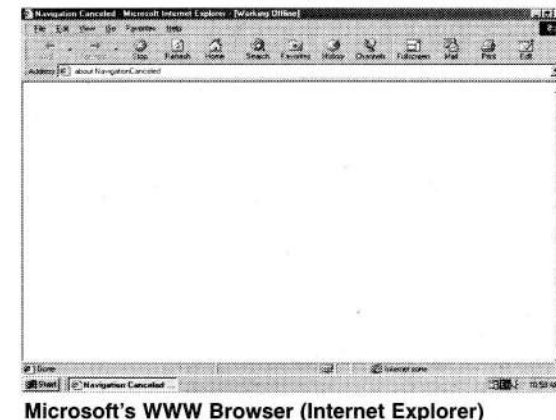 Navigation Canceled - Microsoft Internet Explorer - [Working Offline]
File Edit View Go Favorites Help
Stop Refresh Home Search Favorites History Channels Fullscreen Mail Print Edit
Address about:NavigationCanceled
Done Internet zone
Start Navigation Canceled ...
Microsoft's WWW Browser (Internet Explorer)